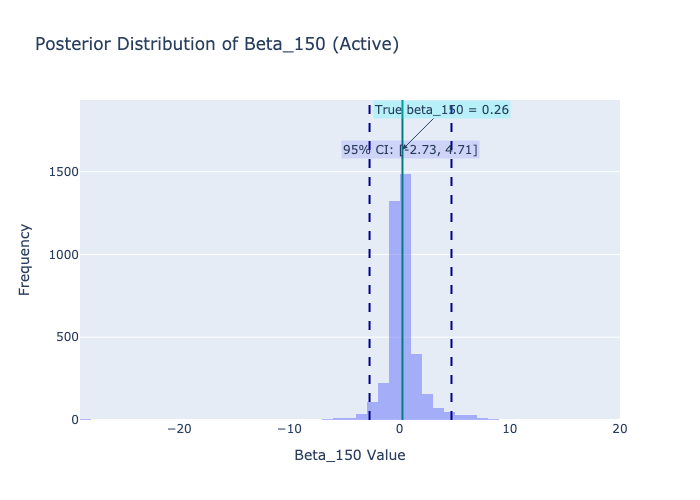 Posterior Distribution of Beta_150 (Active)
True beta_150 = 0.26
95% CI: [-2.73, 4.71]
1500
1000
500
0
−20
−10
0
10
20
Frequency
Beta_150 Value